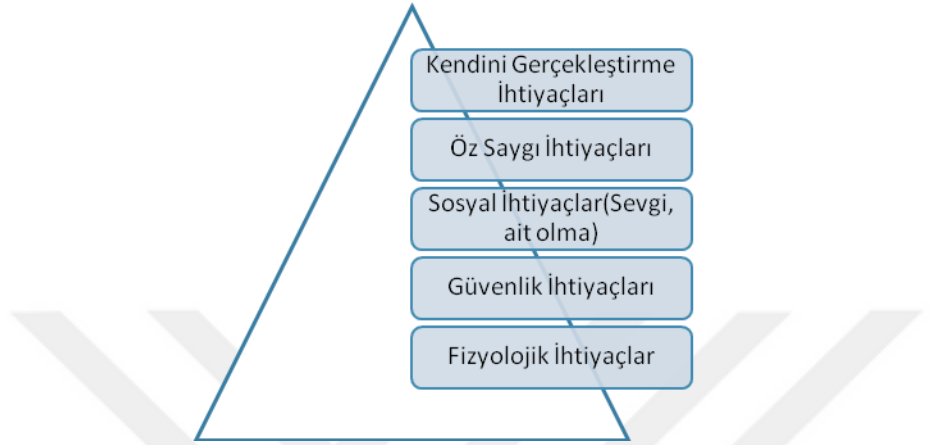 Kendini Gerçekleştirme
İhtiyaçları
Öz Saygı İhtiyaçları
Sosyal İhtiyaçlar(Sevgi,
ait olma)
Güvenlik İhtiyaçları
Fizyolojik İhtiyaçlar